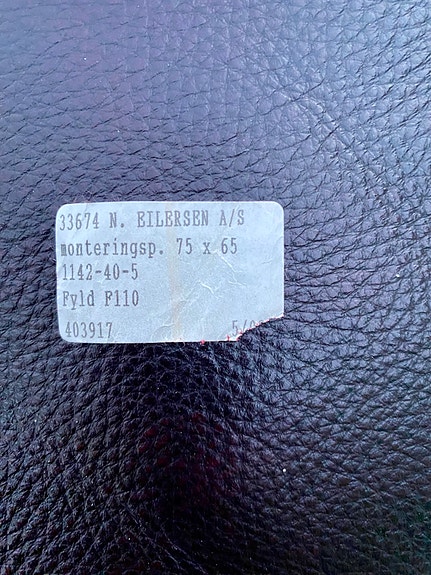 33674 N. EILERSEN A/S
monteringsp. 75 x 65
1142-40-5
Fyld F110
403917